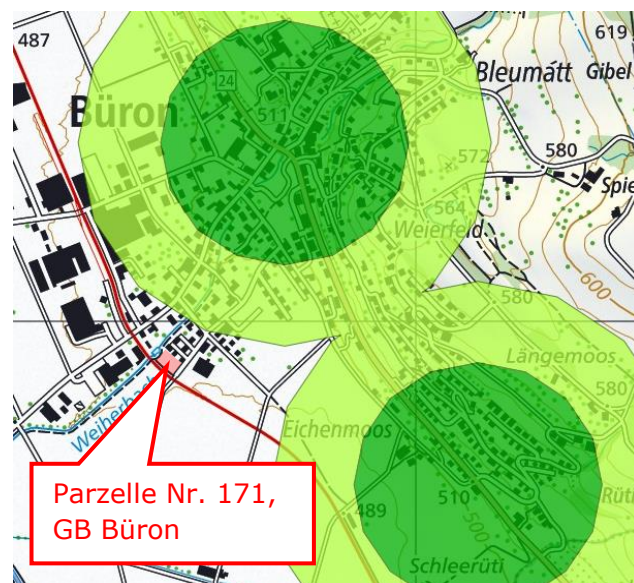 487
619
Bleumátt
Gibel
24
Büron
511
572
580
Spie
564
Weierfeld
580
600
Längemoos
580
Weiherbach
Eichenmoos
Parzelle Nr. 171,
GB Büron
510
Rüti
489
500
Schleerüti